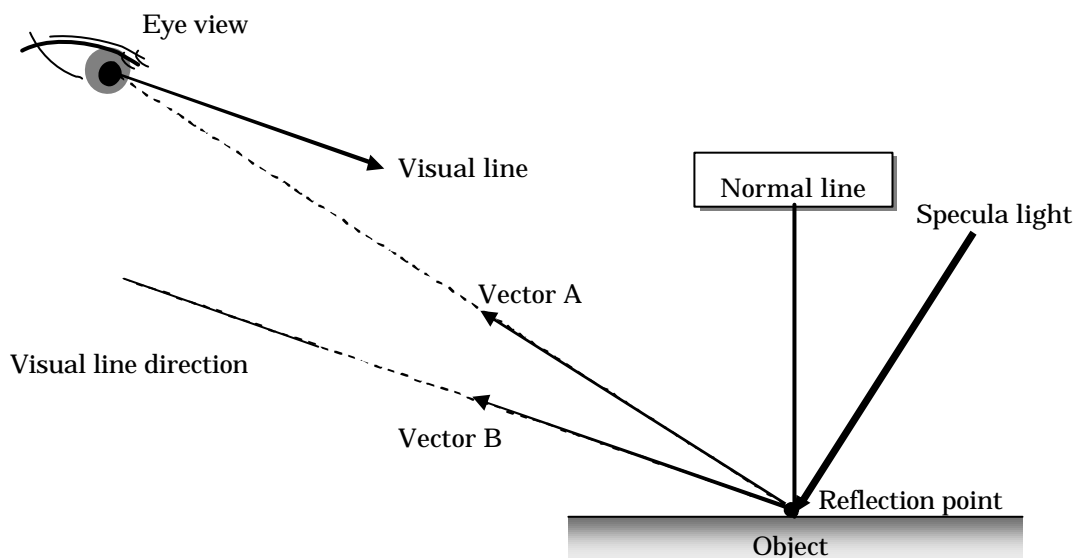 Eye view
Visual line
Normal line
Specula light
Vector A
Visual line direction
Vector B
Reflection point
Object